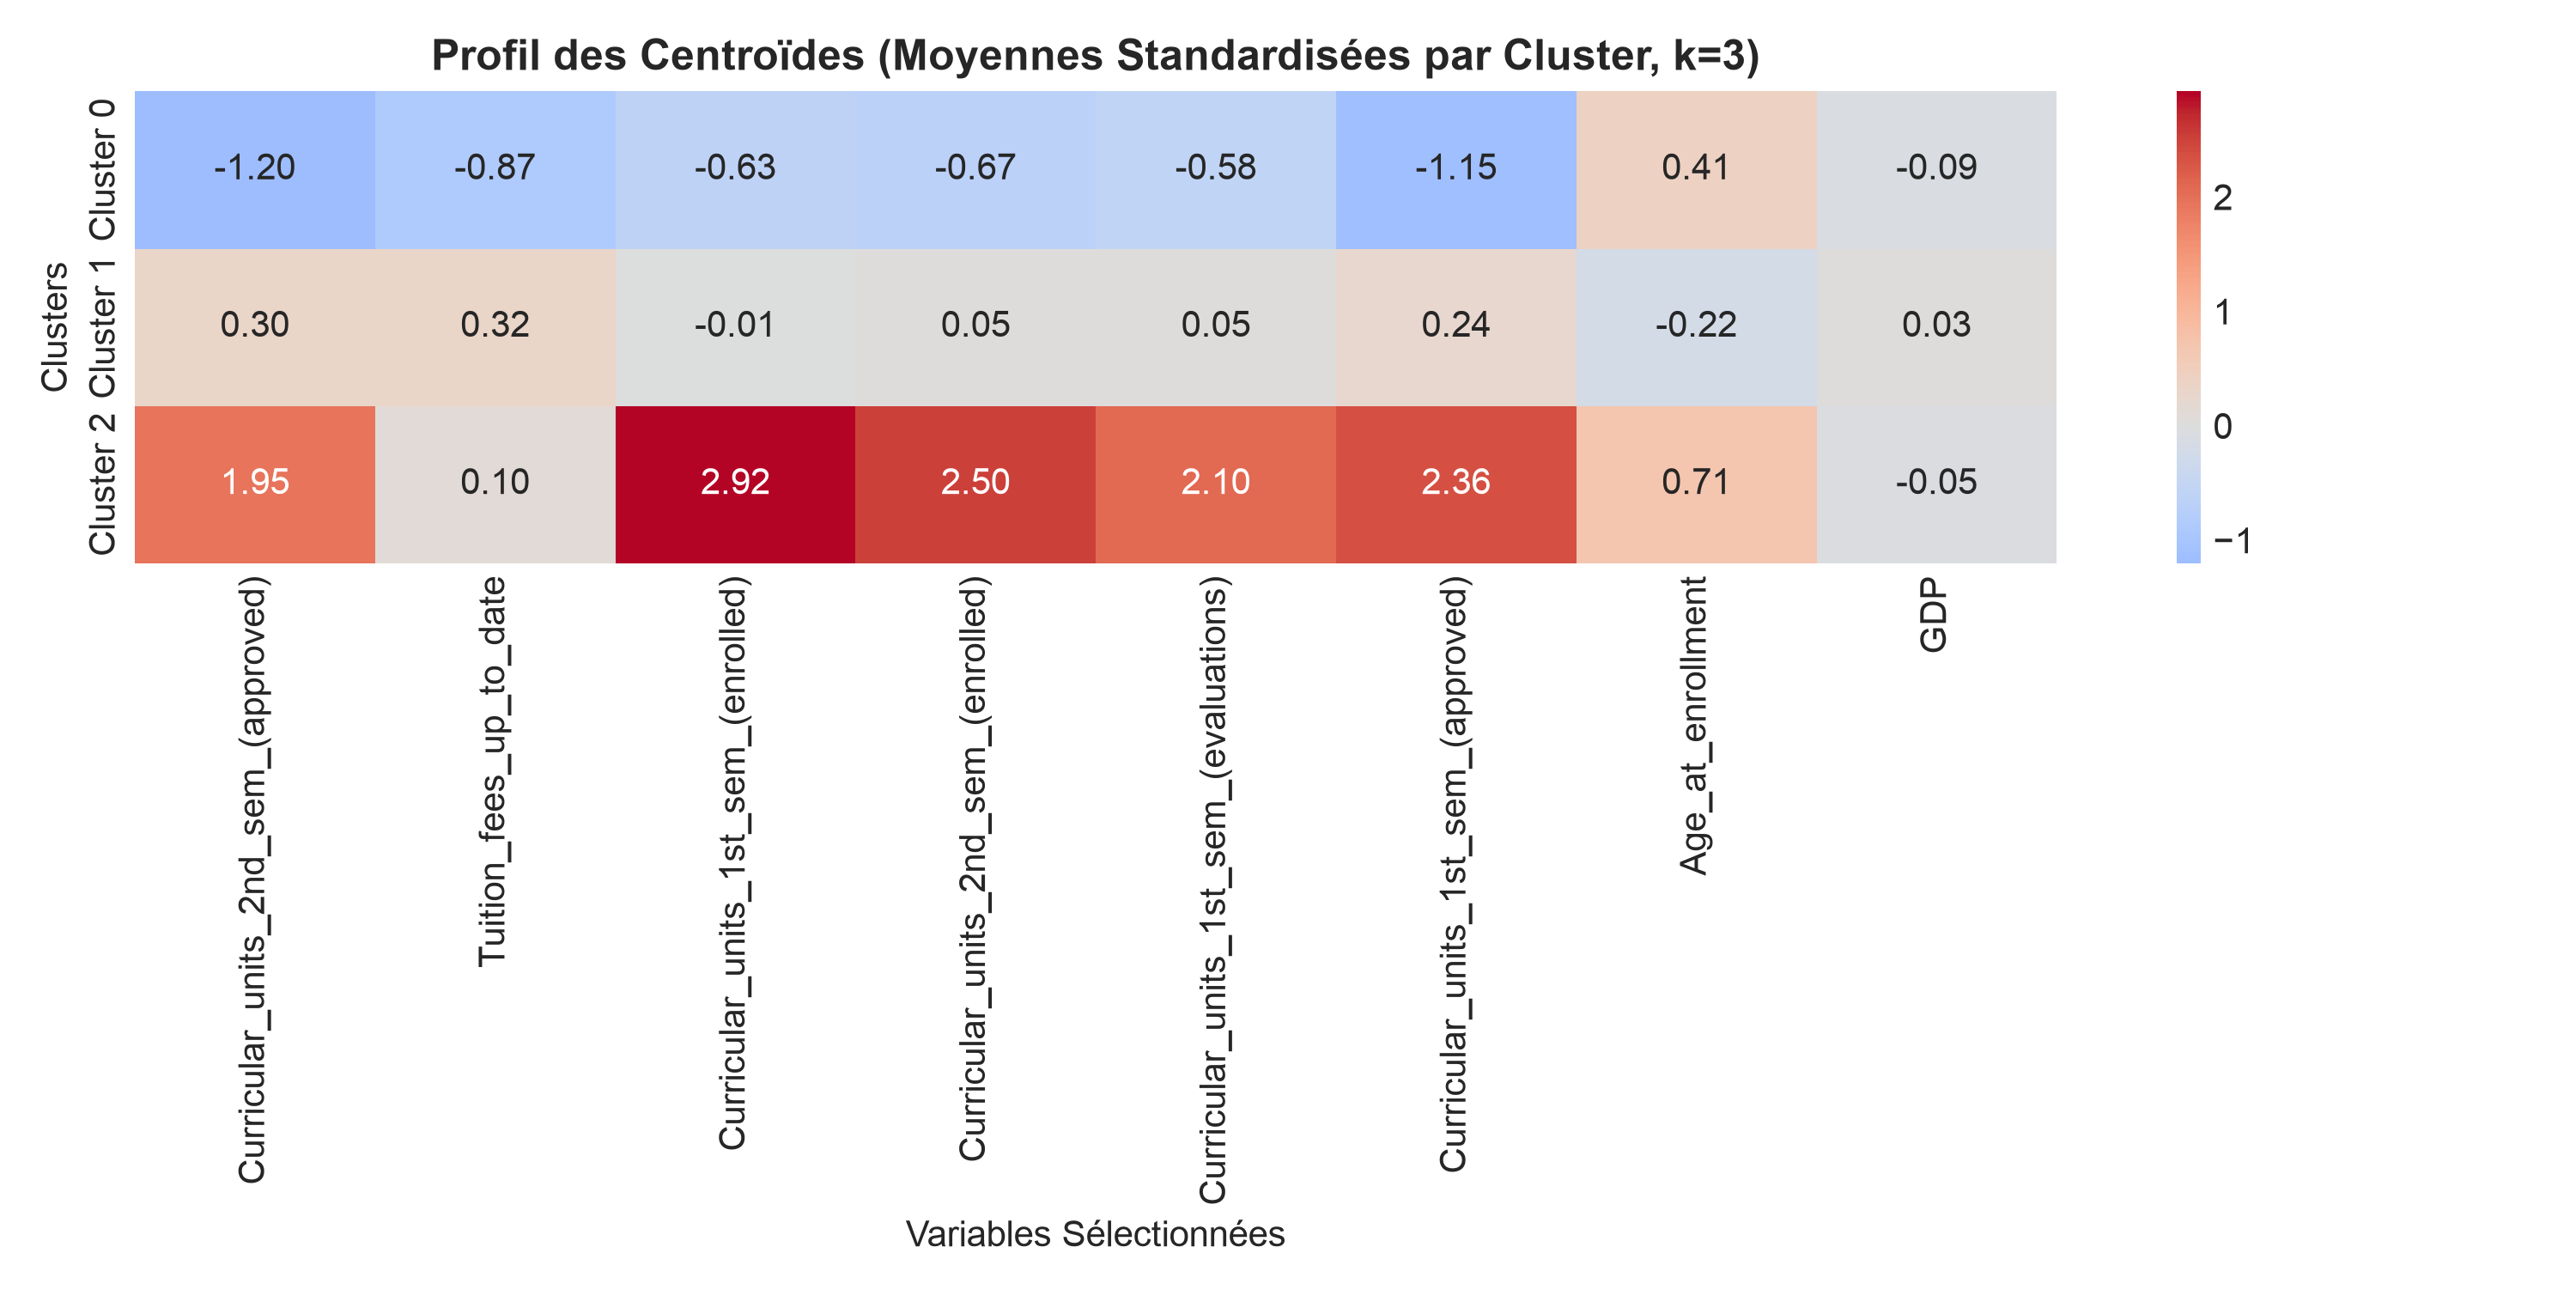 Profil des Centroïdes (Moyennes Standardisées par Cluster, k=3)
Clusters
Cluster 0
-1.20 -0.87 -0.63 -0.67 -0.58 -1.15 0.41 -0.09
Cluster 1
0.30 0.32 -0.01 0.05 0.05 0.24 -0.22 0.03
Cluster 2
1.95 0.10 2.92 2.50 2.10 2.36 0.71 -0.05
Curricular_units_2nd_sem_(approved)
Tuition_fees_up_to_date
Curricular_units_1st_sem_(enrolled)
Curricular_units_2nd_sem_(enrolled)
Curricular_units_1st_sem_(evaluations)
Curricular_units_1st_sem_(approved)
Age_at_enrollment
GDP
Variables Sélectionnées
2
1
0
−1